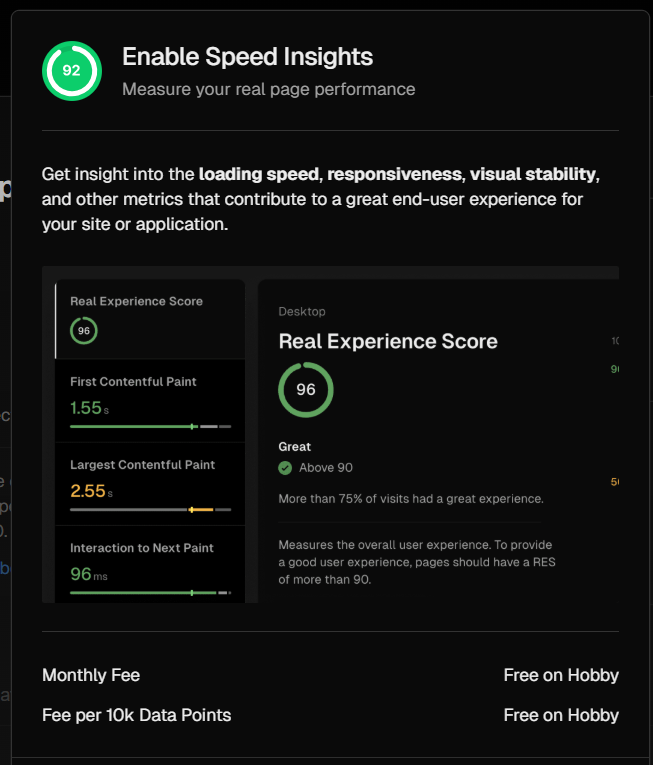 92
Enable Speed Insights
Measure your real page performance
Get insight into the loading speed, responsiveness, visual stability,
and other metrics that contribute to a great end-user experience for
your site or application.
Real Experience Score
96
First Contentful Paint
1.55s
Largest Contentful Paint
2.55s
Interaction to Next Paint
96ms
Desktop
Real Experience Score
96
Great
Above 90
More than 75% of visits had a great experience.
Measures the overall user experience. To provide
a good user experience, pages should have a RES
of more than 90.
Monthly Fee Free on Hobby
Fee per 10k Data Points Free on Hobby